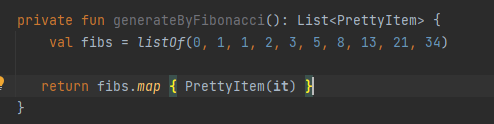 private fun generateByFibonacci(): List<PrettyItem> {
val fibs = listOf(0, 1, 1, 1, 2, 3, 5, 8, 13, 21, 34)
return fibs.map { PrettyItem(it) }
}